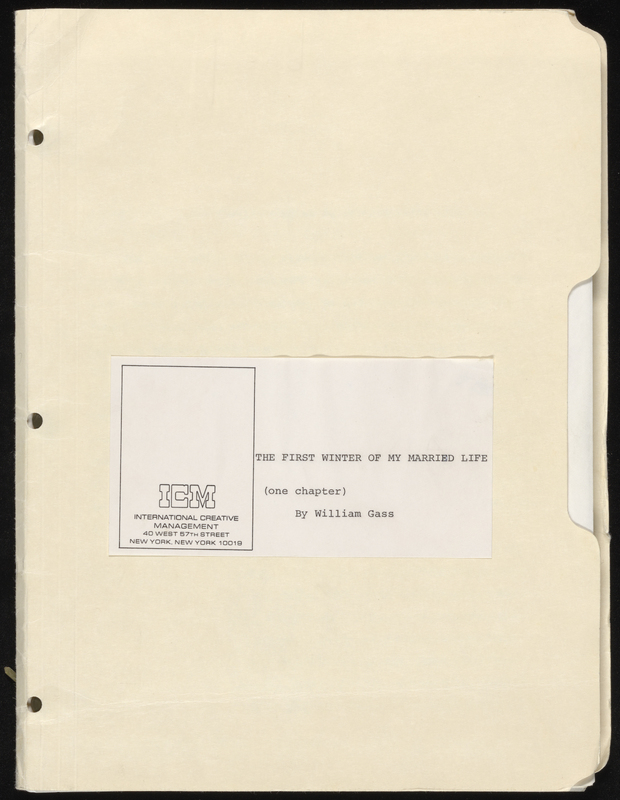 THE FIRST WINTER OF MY MARRIED LIFE
(one chapter)
By William Gass
ICM
INTERNATIONAL CREATIVE
MANAGEMENT
40 WEST 57TH STREET
NEW YORK, NEW YORK 10019